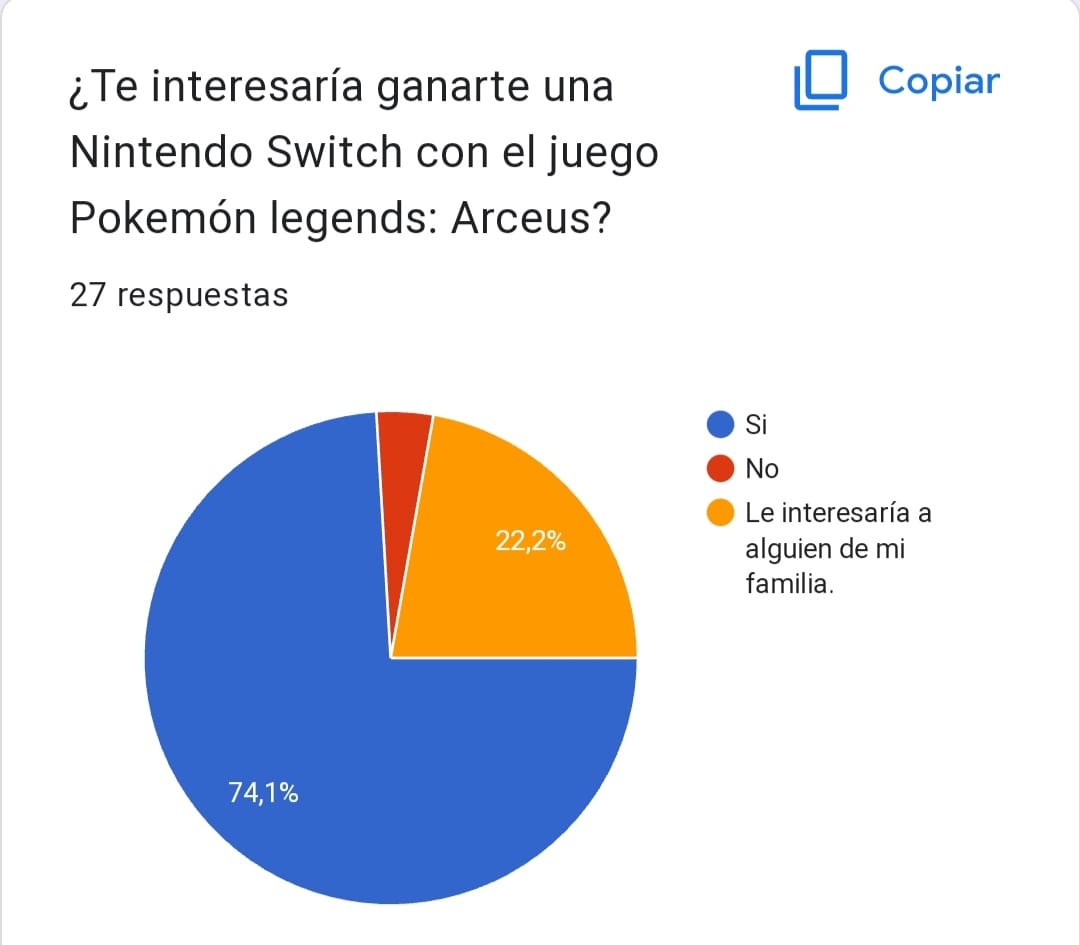 ¿Te interesaría ganarte una
Nintendo Switch con el juego
Pokemón legends: Arceus?
Copiar
27 respuestas
Si
No
Le interesaría a
alguien de mi
familia.
22,2%
74,1%